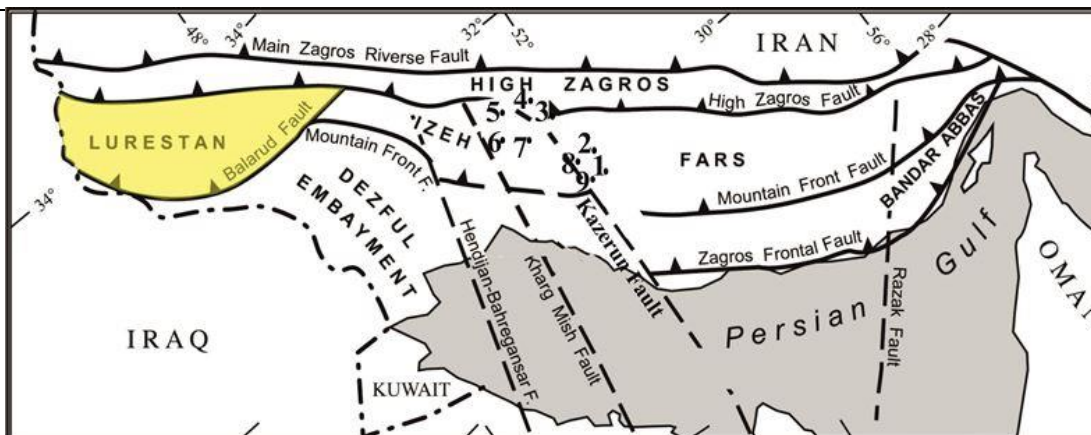 48°
34°
32°
52°
30°
56°
28°
Main Zagros Riverse Fault
IRAN
HIGH ZAGROS
High Zagros Fault
LURESTAN
Balarud Fault
IZEH
5
4
3
6
7
2
8
1
9
FARS
BANDAR ABBAS
Mountain Front F.
Mountain Front Fault
34°
DEZFUL
EMBAYMENT
Kazerun Fault
Zagros Frontal Fault
Hendijan-Bahregansar F.
Kharg Mish Fault
Razak Fault
Persian Gulf
IRAQ
KUWAIT